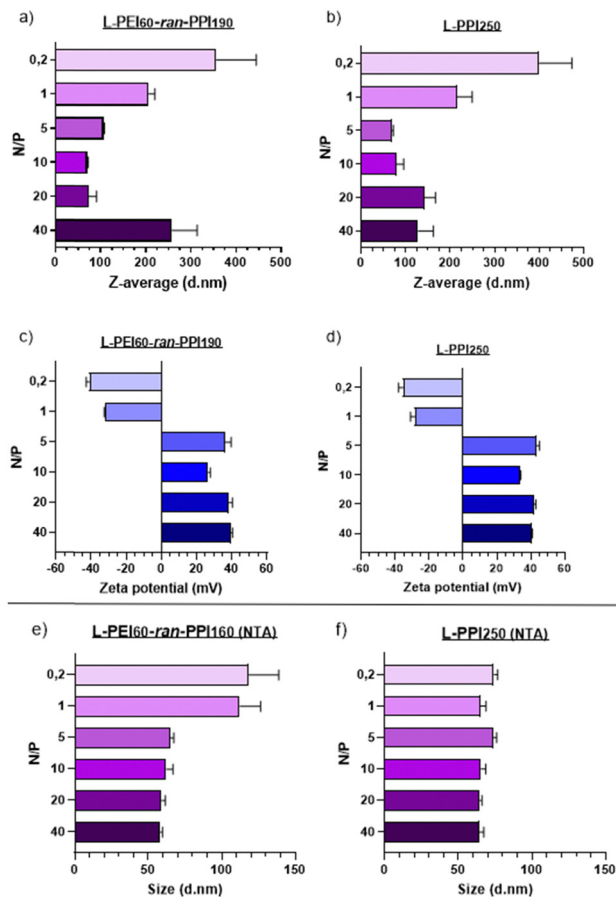 a)
L-PEI60-ran-PPI190
N/P
0,2
1
5
10
20
40
0 100 200 300 400 500
Z-average (d.nm)
b)
L-PPI250
0,2
1
5
10
20
40
0 100 200 300 400 500
Z-average (d.nm)
c)
L-PEI60-ran-PPI190
N/P
0,2
1
5
10
20
40
-60 -40 -20 0 20 40 60
Zeta potential (mV)
d)
L-PPI250
0,2
1
5
10
20
40
-60 -40 -20 0 20 40 60
Zeta potential (mV)
e)
L-PEI60-ran-PPI160 (NTA)
N/P
0,2
1
5
10
20
40
0 50 100 150
Size (d.nm)
f)
L-PPI250 (NTA)
N/P
0,2
1
5
10
20
40
0 50 100 150
Size (d.nm)